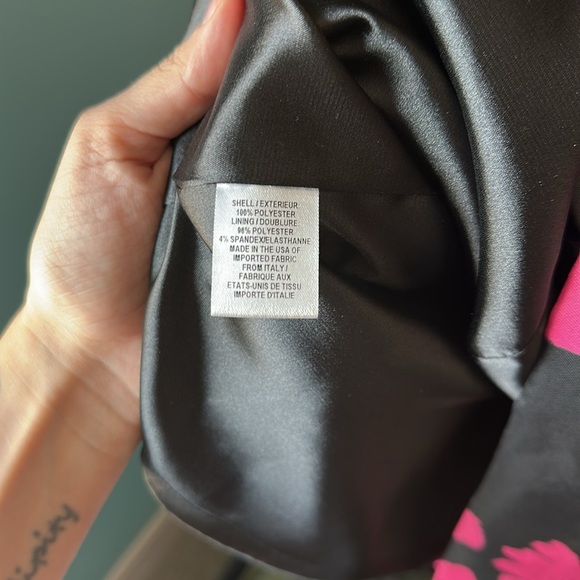 SHELL / EXTERIEUR:
100% POLYESTER
LINING / DOUBLURE:
96% POLYESTER
4% SPANDEX/ELASTHANNE
MADE IN THE USA OF
IMPORTED FABRIC
FROM ITALY /
FABRIQUE AUX
ETATS-UNIS DE TISSU
IMPORTE D'ITALIE